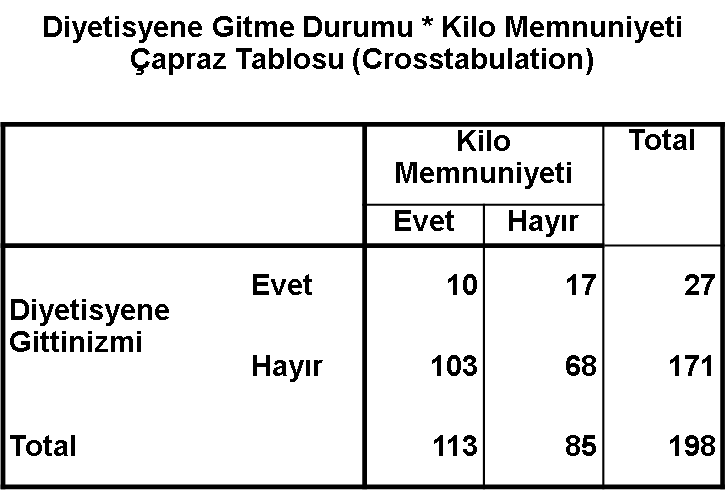 Diyetisyene Gitme Durumu * Kilo Memnuniyeti
Çapraz Tablosu (Crosstabulation)
Kilo Total
Memnuniyeti
Evet Hayır
Diyetisyene
Gittinizmi
Evet 10 17 27
Hayır 103 68 171
Total 113 85 198